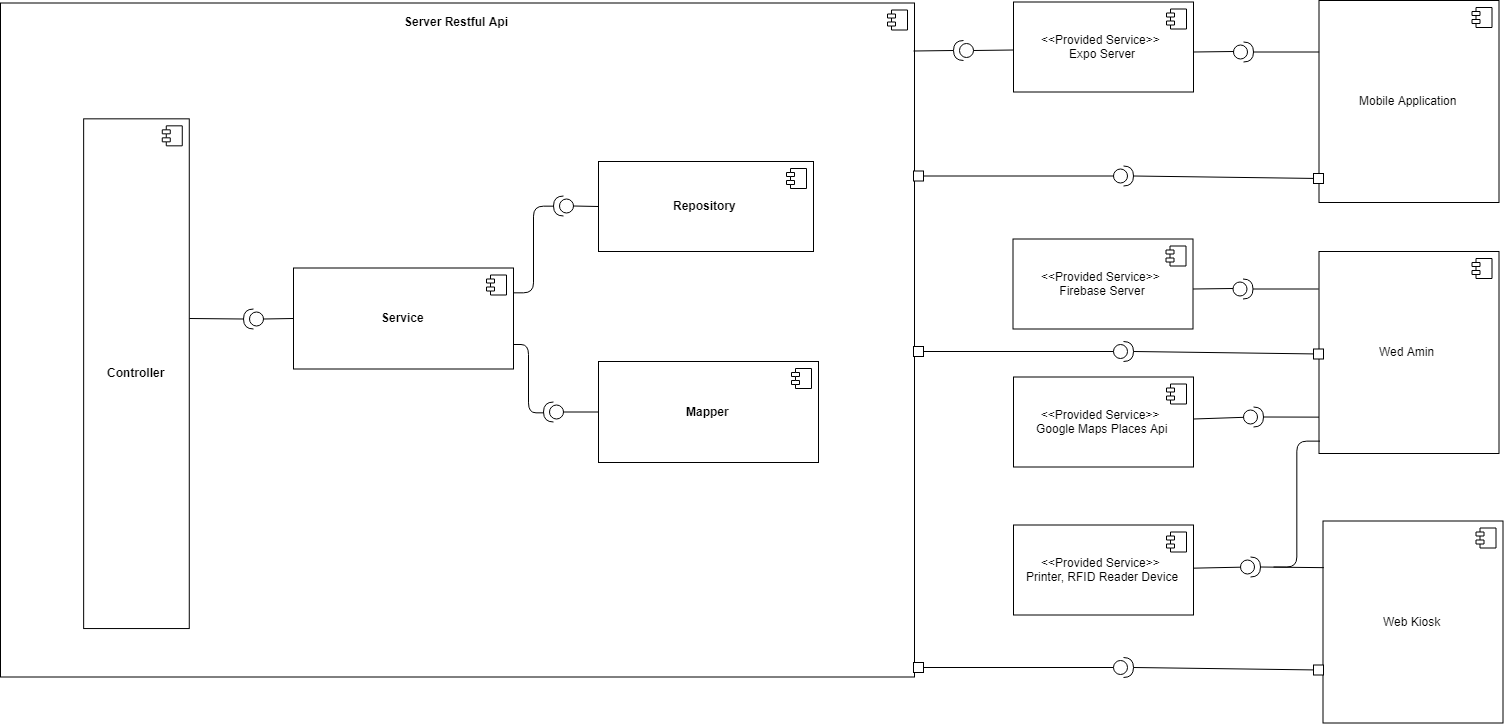 Server Restful Api
<<Provided Service>>
Expo Server
Mobile Application
Repository
<<Provided Service>>
Firebase Server
Service
Wed Amin
Controller
Mapper
<<Provided Service>>
Google Maps Places Api
<<Provided Service>>
Printer, RFID Reader Device
Web Kiosk